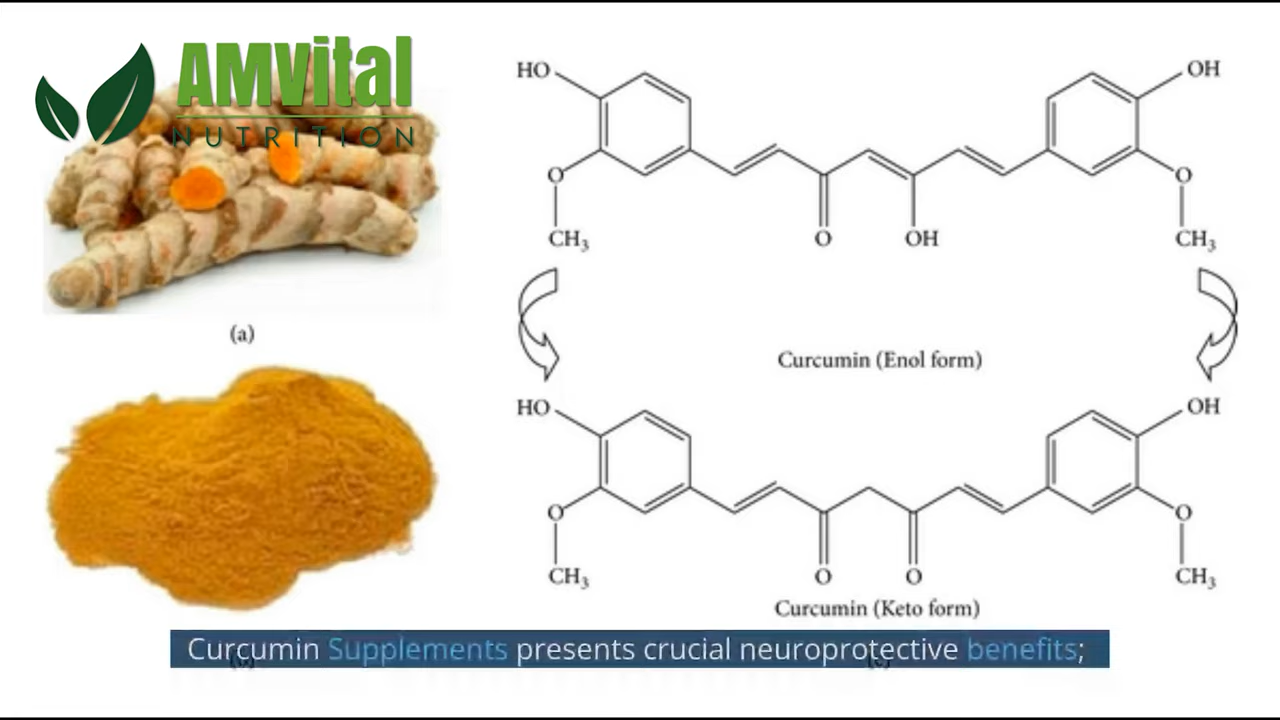 AMVital
NUTRITION
HO
OH
O
O
CH3
O
OH
CH3
(a)
Curcumin (Enol form)
HO
OH
O
O
CH3
O
O
CH3
Curcumin (Keto form)
Curcumin Supplements presents crucial neuroprotective benefits;